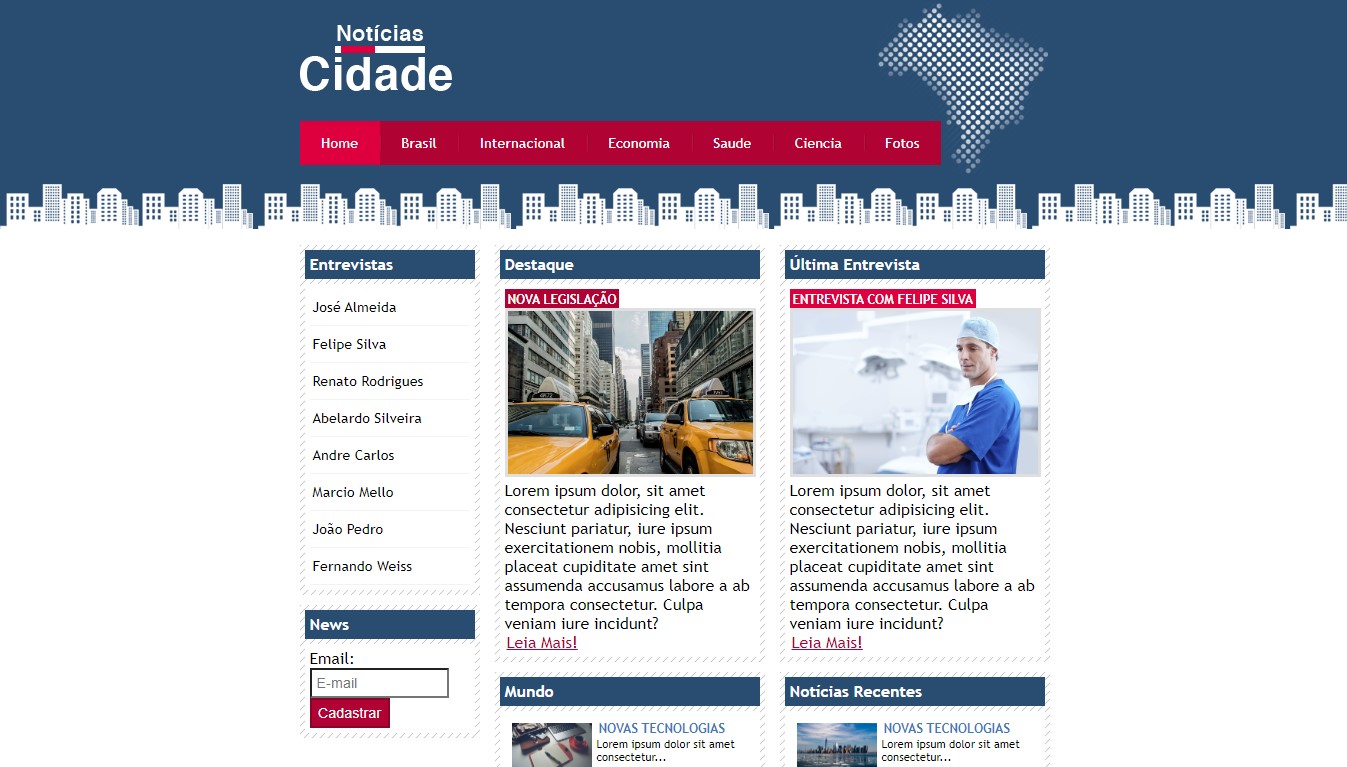 Notícias
Cidade
Home Brasil Internacional Economia Saude Ciencia Fotos
Entrevistas
José Almeida
Felipe Silva
Renato Rodrigues
Abelardo Silveira
Andre Carlos
Marcio Mello
João Pedro
Fernando Weiss
News
Email:
E-mail
Cadastrar
Destaque
NOVA LEGISLAÇÃO
Lorem ipsum dolor, sit amet
consectetur adipisicing elit.
Nesciunt pariatur, iure ipsum
exercitationem nobis, mollitia
placeat cupiditate amet sint
assumenda accusamus labore a ab
tempora consectetur. Culpa
veniam iure incidunt?
Leia Mais!
Mundo
NOVAS TECNOLOGIAS
Lorem ipsum dolor sit amet
consectetur...
Última Entrevista
ENTREVISTA COM FELIPE SILVA
Lorem ipsum dolor, sit amet
consectetur adipisicing elit.
Nesciunt pariatur, iure ipsum
exercitationem nobis, mollitia
placeat cupiditate amet sint
assumenda accusamus labore a ab
tempora consectetur. Culpa
veniam iure incidunt?
Leia Mais!
Notícias Recentes
NOVAS TECNOLOGIAS
Lorem ipsum dolor sit amet
consectetur...